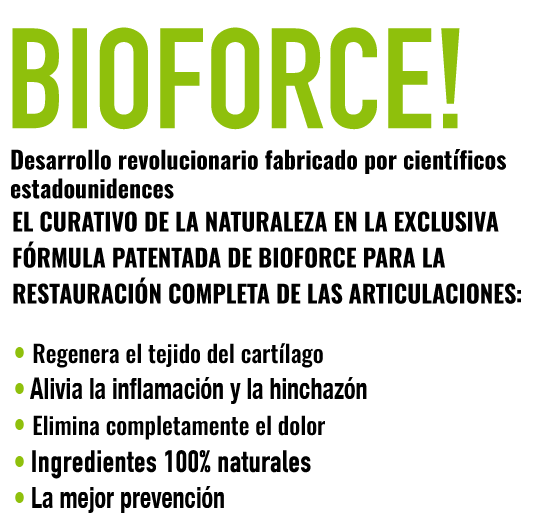 BIOFORCE!
Desarrollo revolucionario fabricado por científicos
estadounidences
EL CURATIVO DE LA NATURALEZA EN LA EXCLUSIVA
FÓRMULA PATENTADA DE BIOFORCE PARA LA
RESTAURACIÓN COMPLETA DE LAS ARTICULACIONES:
• Regenera el tejido del cartílago
• Alivia la inflamación y la hinchazón
• Elimina completamente el dolor
• Ingredientes 100% naturales
• La mejor prevención